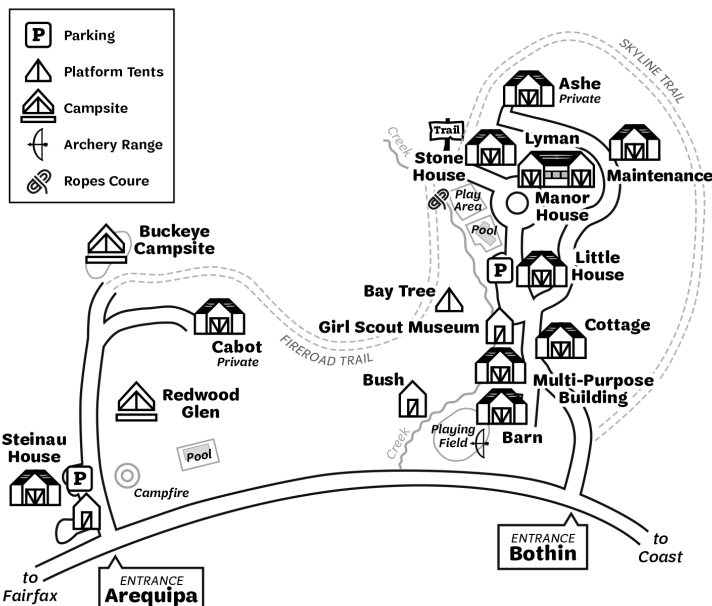 P Parking
Platform Tents
Campsite
Archery Range
Ropes Coure
SKYLINE TRAIL
Ashe
Private
Trail
Lyman
Creek
Stone
House
Maintenance
Play
Area
Manor
House
Pool
Buckeye
Campsite
P
Little
House
Bay Tree
Girl Scout Museum
Cottage
Cabot
Private
FIREROAD TRAIL
Bush
Multi-Purpose
Building
Redwood
Glen
Playing
Field
Barn
Creek
Steinau
House
P
Pool
Campfire
ENTRANCE
Bothin
to
Coast
to
Fairfax
ENTRANCE
Arequipa